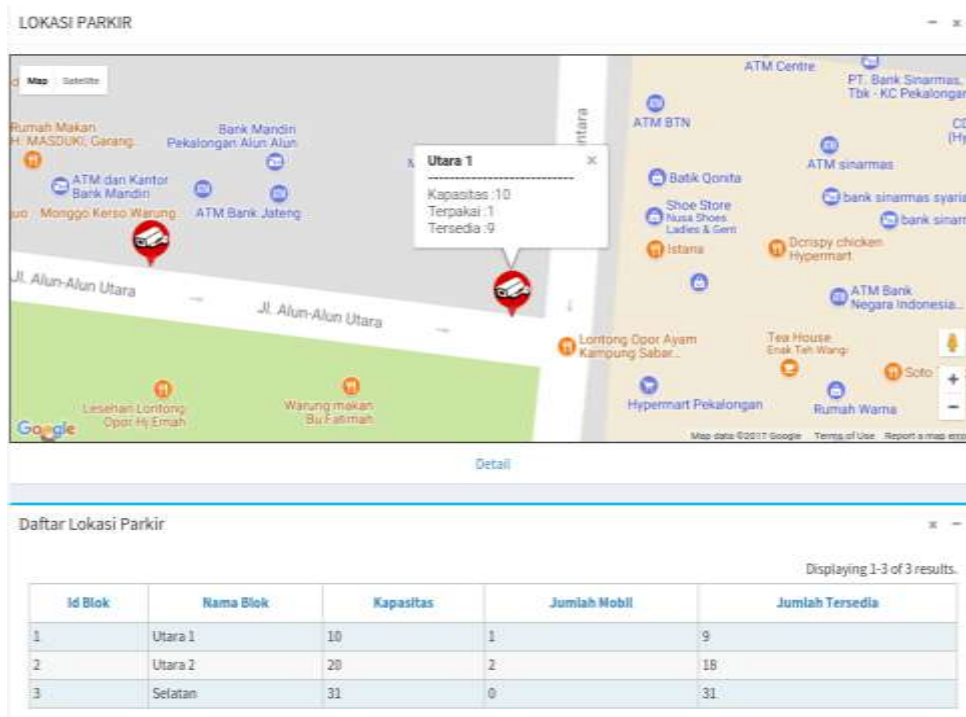 LOKASI PARKIR
Map Satellite
ATM Centre
PT. Bank Sinarmas,
Tbk - KC Pekalongan
Rumah Makan
H. MASDUKI, Garang
Bank Mandiri
Pekalongan Alun Alun
ATM BTN
ATM sinarmas
ATM dan Kantor
Bank Mandiri
Monggo Kerso Warung
ATM Bank Jateng
Utara 1
---------------------------
Kapasitas :10
Terpakai :1
Tersedia :9
Batik Qonita
bank sinarmas syaria
Shoe Store
Nusa Shoes
Ladies & Gent
bank sinarm
Istana
Dcrispy chicken
Hypermart
Jl. Alun-Alun Utara
Jl. Alun-Alun Utara
ATM Bank
Negara Indonesia...
Lontong Opor Ayam
Kampung Sabar...
Tea House
Enak Teh Wangi
Soto
Lesehan Lontong
Opor Hj Emah
Warung makan
Bu Fatimah
Hypermart Pekalongan
Rumah Warna
Google
Map data ©2017 Google Terms of Use Report a map error
Detail
Daftar Lokasi Parkir
Displaying 1-3 of 3 results.
Id Blok Nama Blok Kapasitas Jumlah Mobil Jumlah Tersedia
1 Utara 1 10 1 9
2 Utara 2 20 2 18
3 Selatan 31 0 31